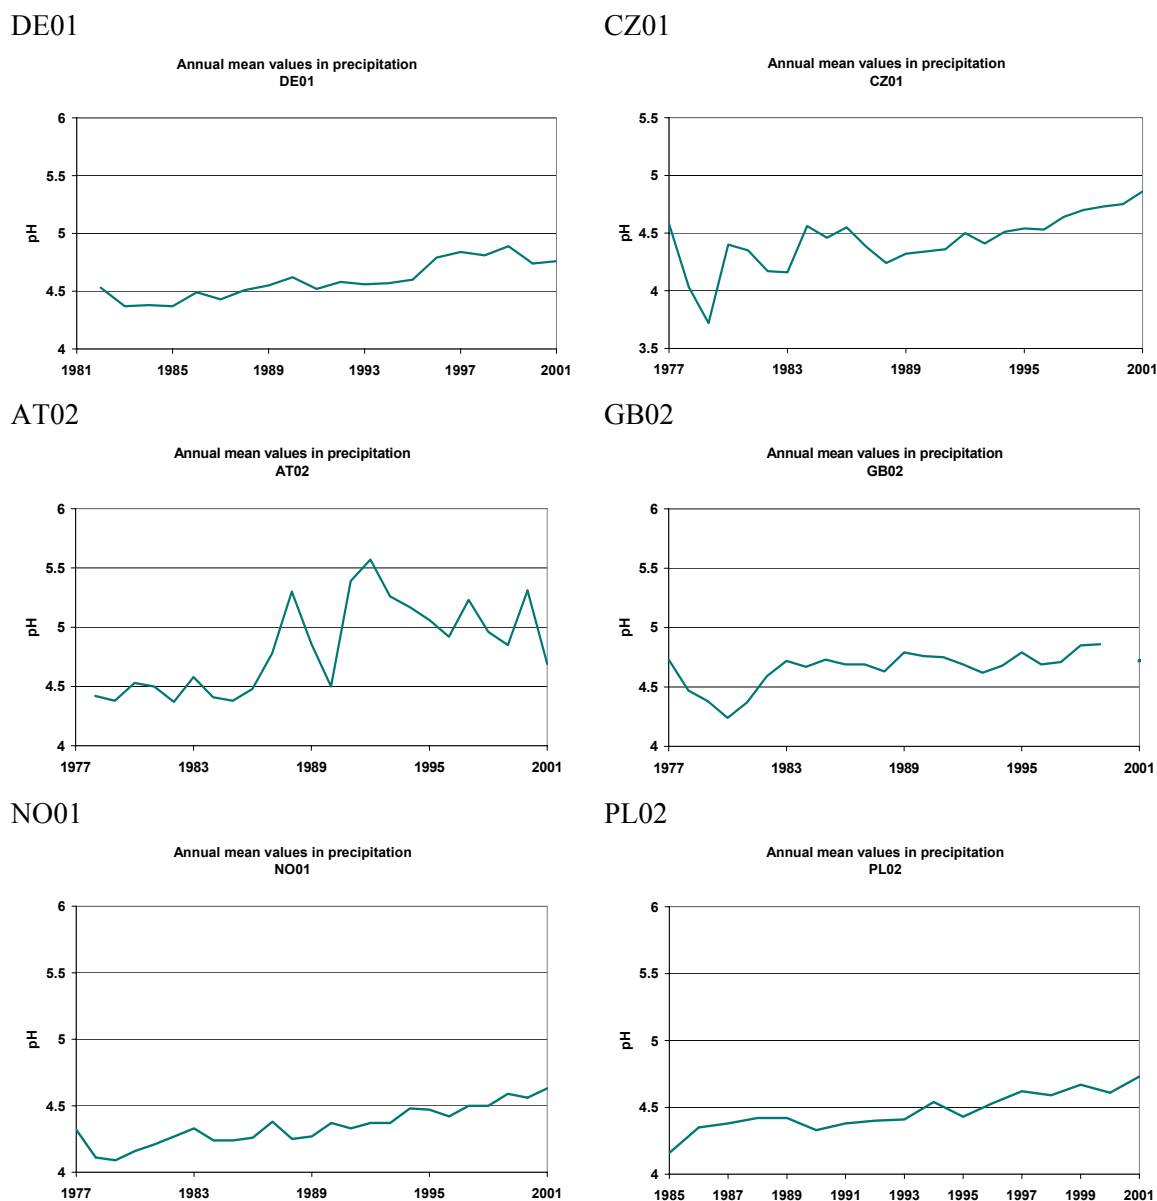 DE01
Annual mean values in precipitation
DE01
6
5.5
5
4.5
4
pH
1981 1985 1989 1993 1997 2001
CZ01
Annual mean values in precipitation
CZ01
5.5
5
4.5
4
3.5
pH
1977 1983 1989 1995 2001
AT02
Annual mean values in precipitation
AT02
6
5.5
5
4.5
4
pH
1977 1983 1989 1995 2001
GB02
Annual mean values in precipitation
GB02
6
5.5
5
4.5
4
pH
1977 1983 1989 1995 2001
NO01
Annual mean values in precipitation
NO01
6
5.5
5
4.5
4
pH
1977 1983 1989 1995 2001
PL02
Annual mean values in precipitation
PL02
6
5.5
5
4.5
4
pH
1985 1987 1989 1991 1993 1995 1997 1999 2001